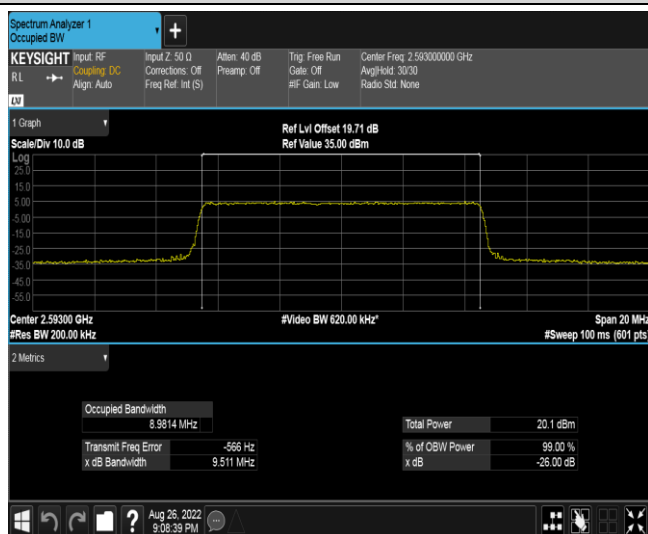 Spectrum Analyzer 1
Occupied BW
KEYSIGHT Input: RF Input Z: 50 Ω Atten: 40 dB Trig: Free Run Center Freq: 2.593000000 GHz
RL Coupling: DC Corrections: Off Preamp: Off Gate: Off Avg|Hold: 30/30
Align: Auto Freq Ref: Int (S) #IF Gain: Low Radio Std: None
LXI
1 Graph
Ref Lvl Offset 19.71 dB
Scale/Div 10.0 dB Ref Value 35.00 dBm
Log
25.0
15.0
5.00
-5.00
-15.0
-25.0
-35.0
-45.0
-55.0
Center 2.59300 GHz #Video BW 620.00 kHz* Span 20 MHz
#Res BW 200.00 kHz #Sweep 100 ms (601 pts)
2 Metrics
Occupied Bandwidth
8.9814 MHz Total Power 20.1 dBm
Transmit Freq Error -566 Hz % of OBW Power 99.00 %
x dB Bandwidth 9.511 MHz x dB -26.00 dB
Aug 26, 2022
9:08:39 PM